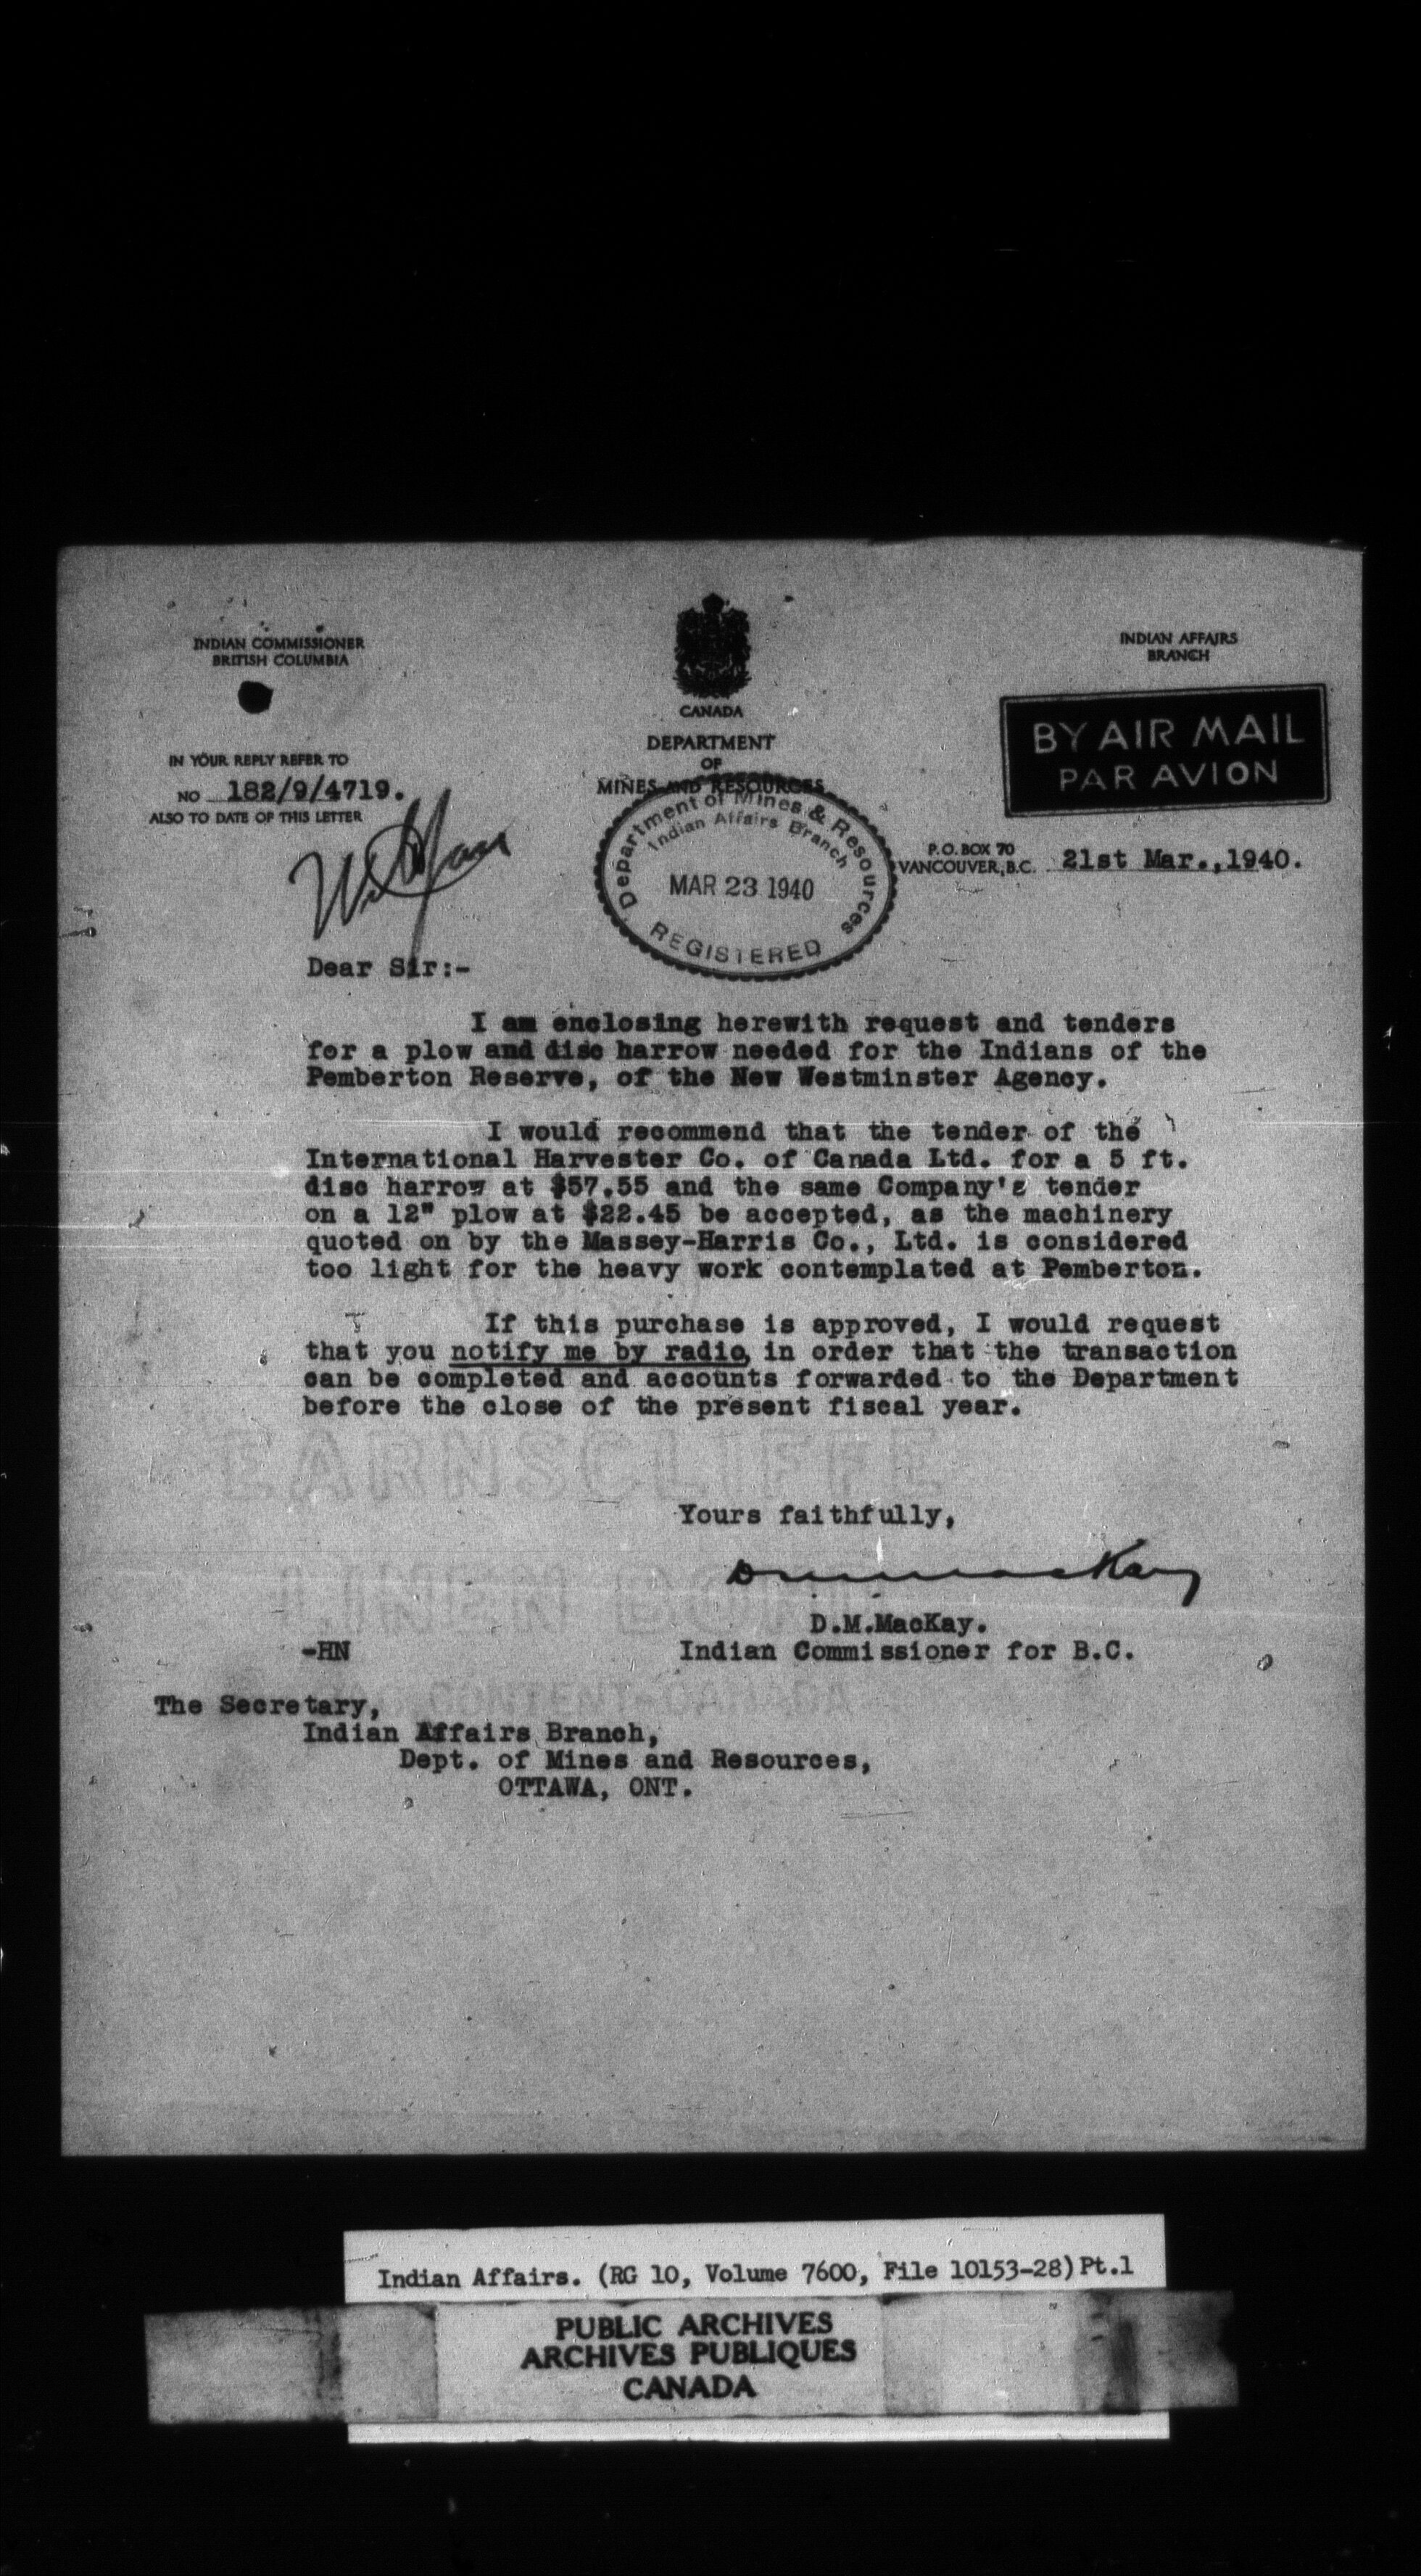 INDIAN COMMISSIONER
BRITISH COLUMBIA
INDIAN AFFAIRS
BRANCH
CANADA
DEPARTMENT
OF
MINES AND RESOURCES
BY AIR MAIL
PAR AVION
IN YOUR REPLY REFER TO
NO 182/9/4719.
ALSO TO DATE OF THIS LETTER
Department of Mines & Resources
Indian Affairs Branch
MAR 23 1940
REGISTERED
P.O. BOX 70
VANCOUVER, B.C. 21st Mar., 1940.
Dear Sir:-
I am enclosing herewith request and tenders
for a plow and disc harrow needed for the Indians of the
Pemberton Reserve, of the New Westminster Agency.
I would recommend that the tender of the
International Harvester Co. of Canada Ltd. for a 5 ft.
disc harrow at $57.55 and the same Company's tender
on a 12" plow at $22.45 be accepted, as the machinery
quoted on by the Massey-Harris Co., Ltd. is considered
too light for the heavy work contemplated at Pemberton.
If this purchase is approved, I would request
that you notify me by radio, in order that the transaction
can be completed and accounts forwarded to the Department
before the close of the present fiscal year.
EARNSCLIFFE
LINEN BOND
Yours faithfully,
D.M.MacKay
D.M.MacKay.
-HN Indian Commissioner for B.C.
The Secretary,
Indian Affairs Branch,
Dept. of Mines and Resources,
OTTAWA, ONT.
Indian Affairs. (RG 10, Volume 7600, File 10153-28) Pt.1
PUBLIC ARCHIVES
ARCHIVES PUBLIQUES
CANADA